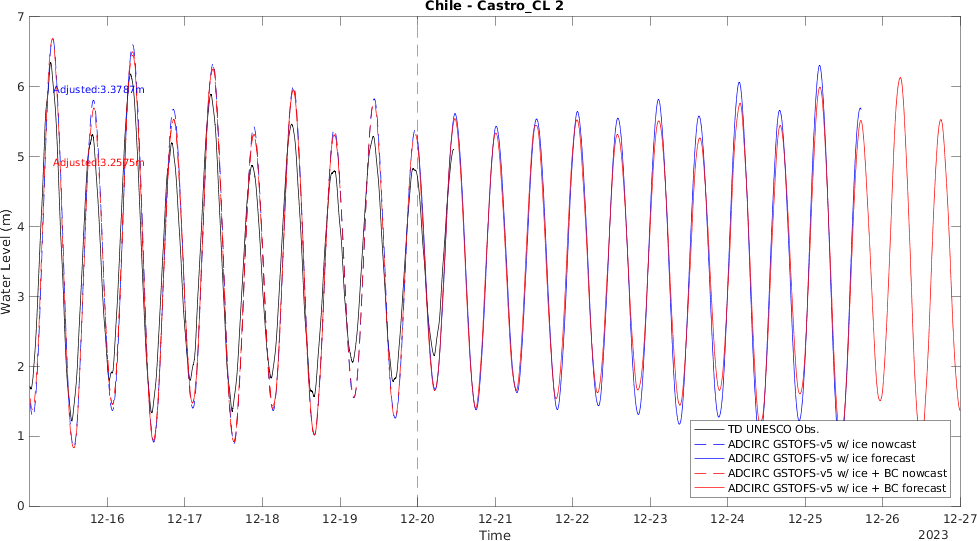 Chile - Castro_CL 2
7
6
5
4
3
2
1
0
Water Level (m)
Adjusted:3.3787m
Adjusted:3.2575m
TD UNESCO Obs.
ADCIRC GSTOFS-v5 w/ ice nowcast
ADCIRC GSTOFS-v5 w/ ice forecast
ADCIRC GSTOFS-v5 w/ ice + BC nowcast
ADCIRC GSTOFS-v5 w/ ice + BC forecast
12-16 12-17 12-18 12-19 12-20 12-21 12-22 12-23 12-24 12-25 12-26 12-27
Time
2023